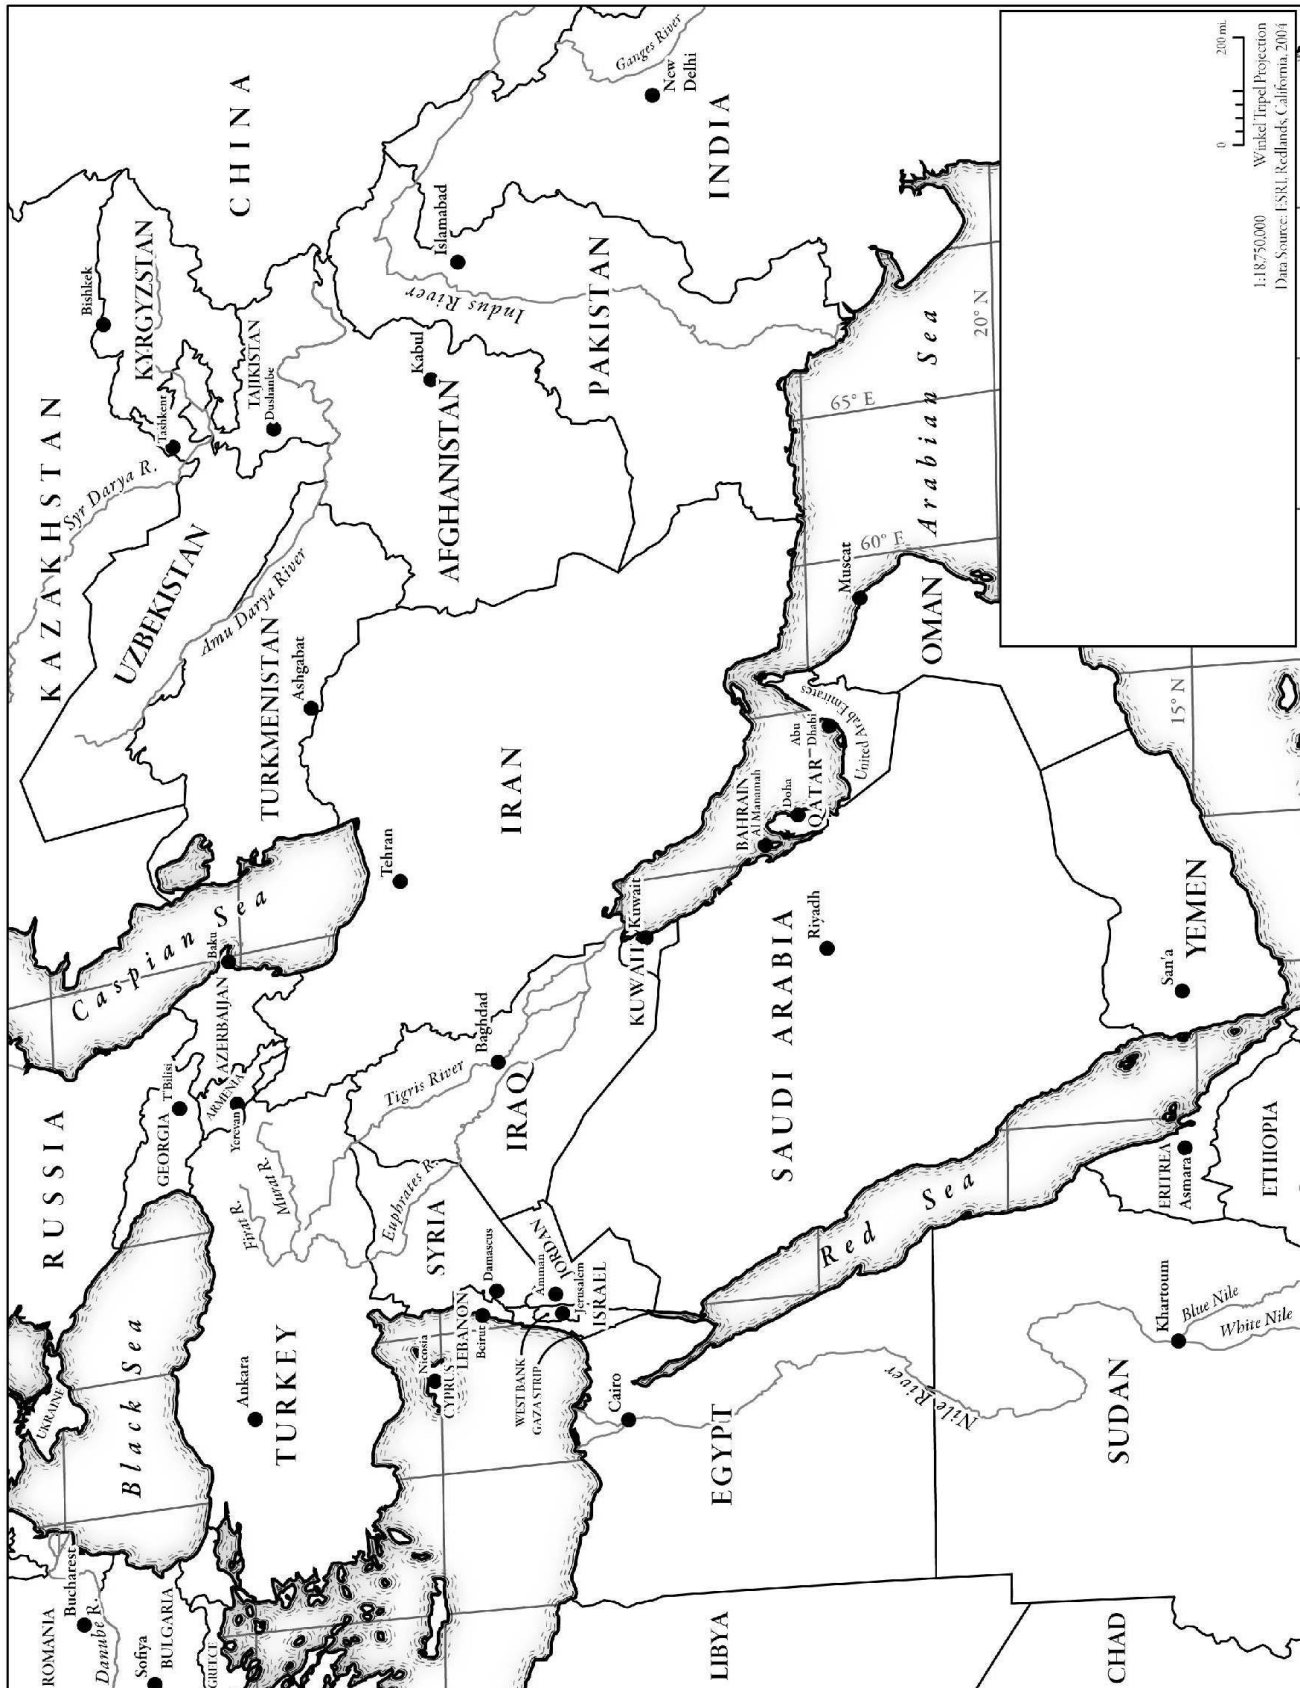 ROMANIA
Bucharest
Danube R.
Sofiya
BULGARIA
GREECE
UKRAINE
Black Sea
RUSSIA
GEORGIA
T'Bilisi
ARMENIA
Yerevan
AZERBAIJAN
Baku
Caspian Sea
KAZAKHSTAN
Syr Darya R.
UZBEKISTAN
Tashkent
Amu Darya River
TURKMENISTAN
Ashgabat
Bishkek
KYRGYZSTAN
TAJIKISTAN
Dushanbe
CHINA
Ankara
TURKEY
Firat R.
Murat R.
Nicosia
CYPRUS
LEBANON
Beirut
SYRIA
Damascus
Euphrates R.
Tigris River
Baghdad
IRAQ
WEST BANK
GAZA STRIP
Amman
JORDAN
Jerusalem
ISRAEL
Tehran
IRAN
Kabul
AFGHANISTAN
Islamabad
Indus River
PAKISTAN
Ganges River
New
Delhi
INDIA
KUWAIT
Kuwait
BAHRAIN
Al Manamah
Doha
QATAR
Abu
Dhabi
United Arab Emirates
Muscat
OMAN
60° E
65° E
20° N
Arabian Sea
Cairo
EGYPT
Nile River
LIBYA
Red Sea
SAUDI ARABIA
Riyadh
San'a
YEMEN
15° N
CHAD
SUDAN
Khartoum
Blue Nile
White Nile
ERITREA
Asmara
ETHIOPIA
0 200 mi.
1:18,750,000 Winkel Tripel Projection
Data Source: ESRI, Redlands, California, 2004